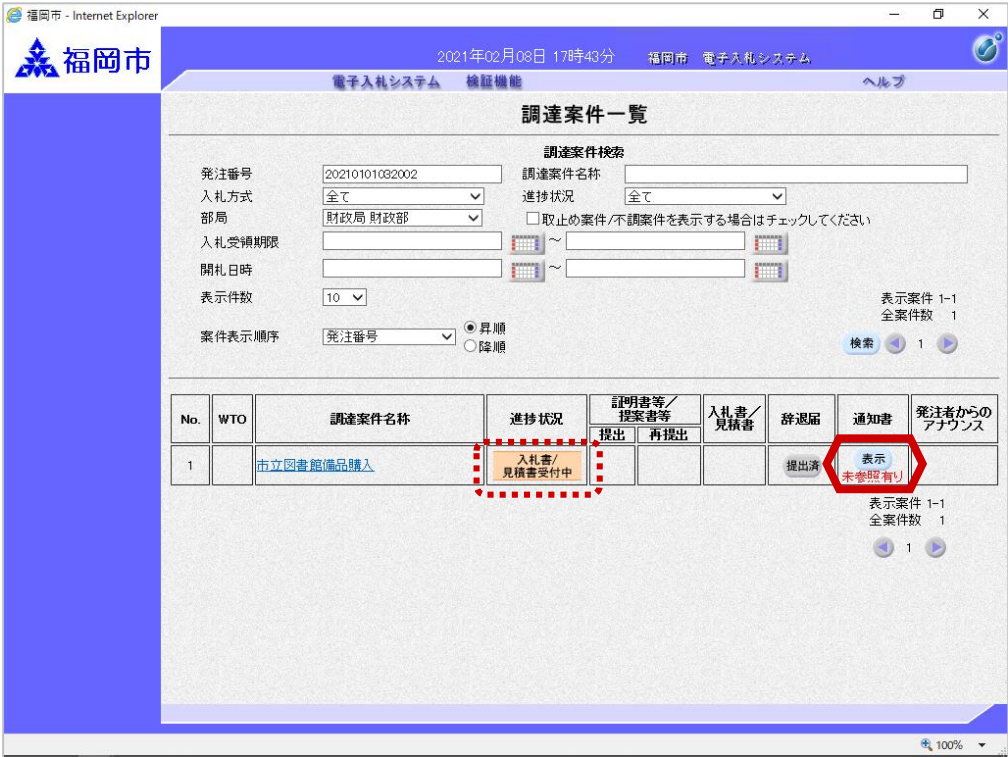 福岡市 - Internet Explorer
福岡市
2021年02月08日 17時43分 福岡市 電子入札システム
電子入札システム 検証機能 ヘルプ
調達案件一覧
調達案件検索
発注番号 20210101032002 調達案件名称
入札方式 全て 進捗状況 全て
部局 財政局 財政部 取止め案件/不調案件を表示する場合はチェックしてください
入札受領期限 ～
開札日時 ～
表示件数 10
表示案件 1-1
全案件数 1
案件表示順序 発注番号 昇順
降順
検索 1
No. WTO 調達案件名称 進捗状況 証明書等／提案書等 入札書／見積書 辞退届 通知書 発注者からのアナウンス
提出 再提出
1 市立図書館備品購入 入札書/見積書受付中 提出済 表示
未参照有り
表示案件 1-1
全案件数 1
1
100%